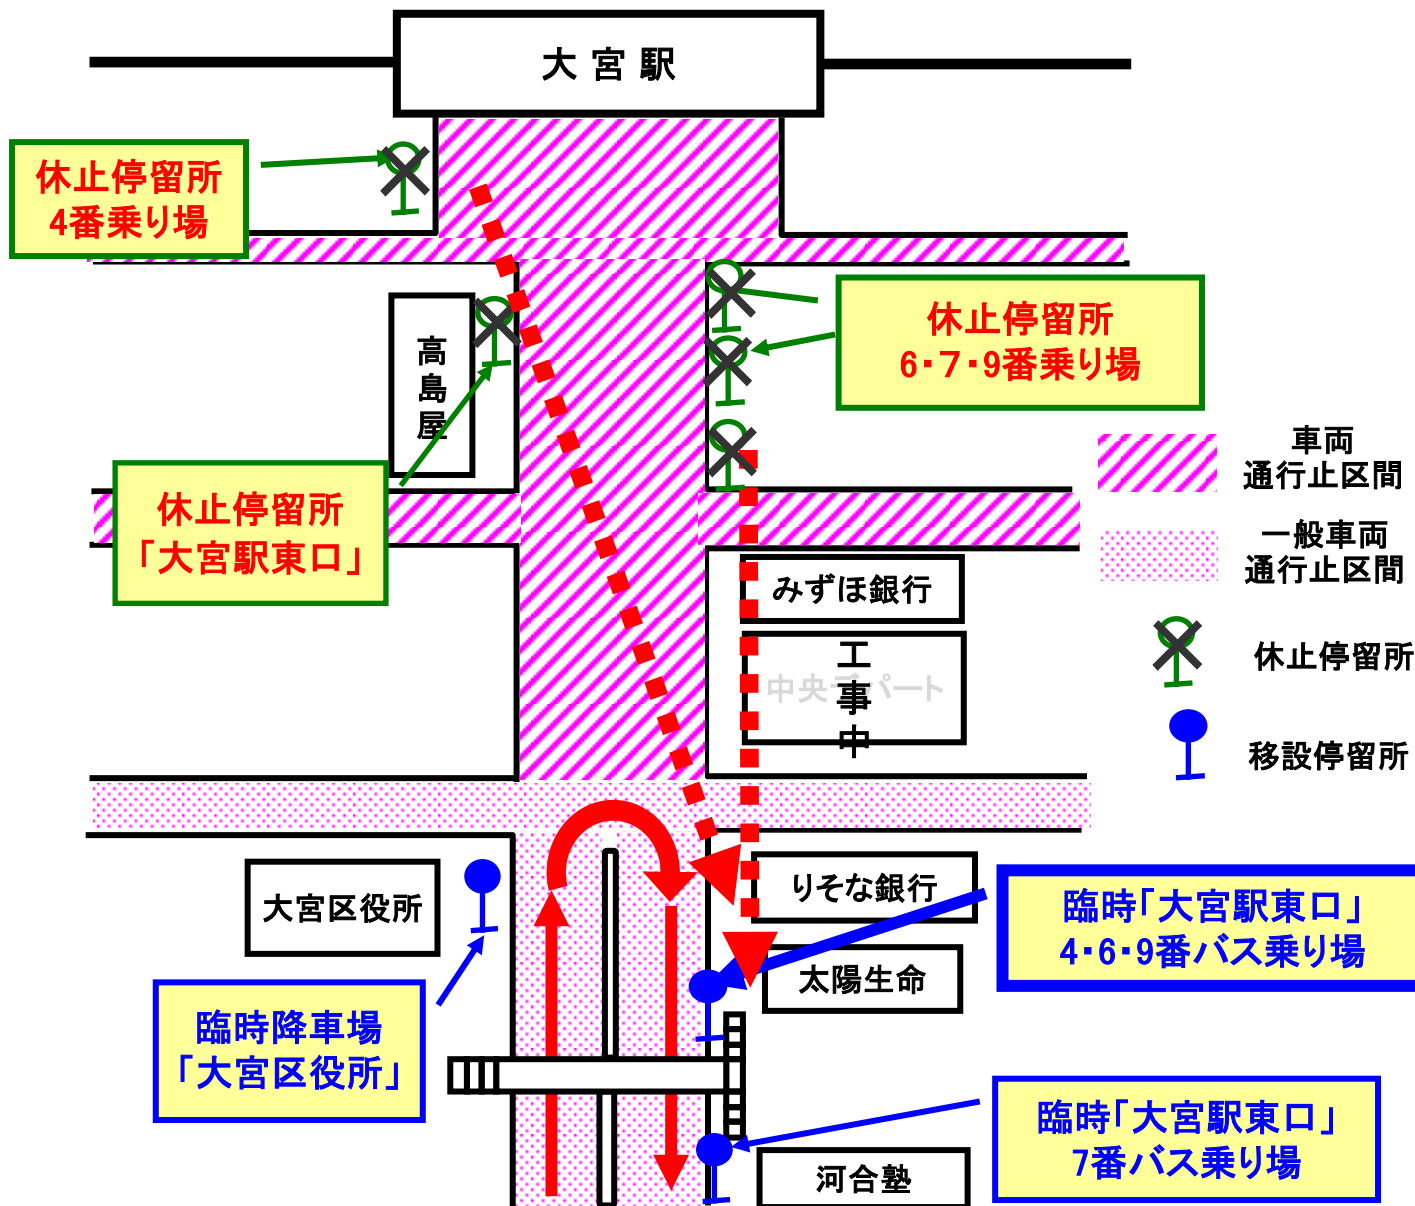 大宮駅
休止停留所
4番乗り場
休止停留所
6・7・9番乗り場
高島屋
休止停留所
「大宮駅東口」
車両
通行止区間
一般車両
通行止区間
休止停留所
移設停留所
みずほ銀行
中央デパート
工事中
大宮区役所
りそな銀行
太陽生命
臨時「大宮駅東口」
4・6・9番バス乗り場
臨時降車場
「大宮区役所」
臨時「大宮駅東口」
7番バス乗り場
河合塾